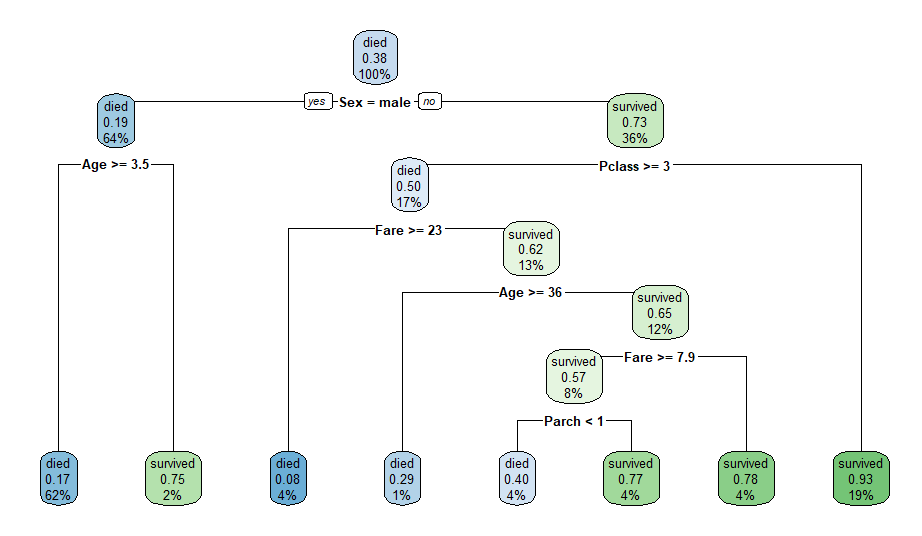 died
0.38
100%
yes Sex = male no
died
0.19
64%
survived
0.73
36%
Age >= 3.5
Pclass >= 3
died
0.50
17%
Fare >= 23
survived
0.62
13%
Age >= 36
survived
0.65
12%
Fare >= 7.9
survived
0.57
8%
Parch < 1
died
0.17
62%
survived
0.75
2%
died
0.08
4%
died
0.29
1%
died
0.40
4%
survived
0.77
4%
survived
0.78
4%
survived
0.93
19%